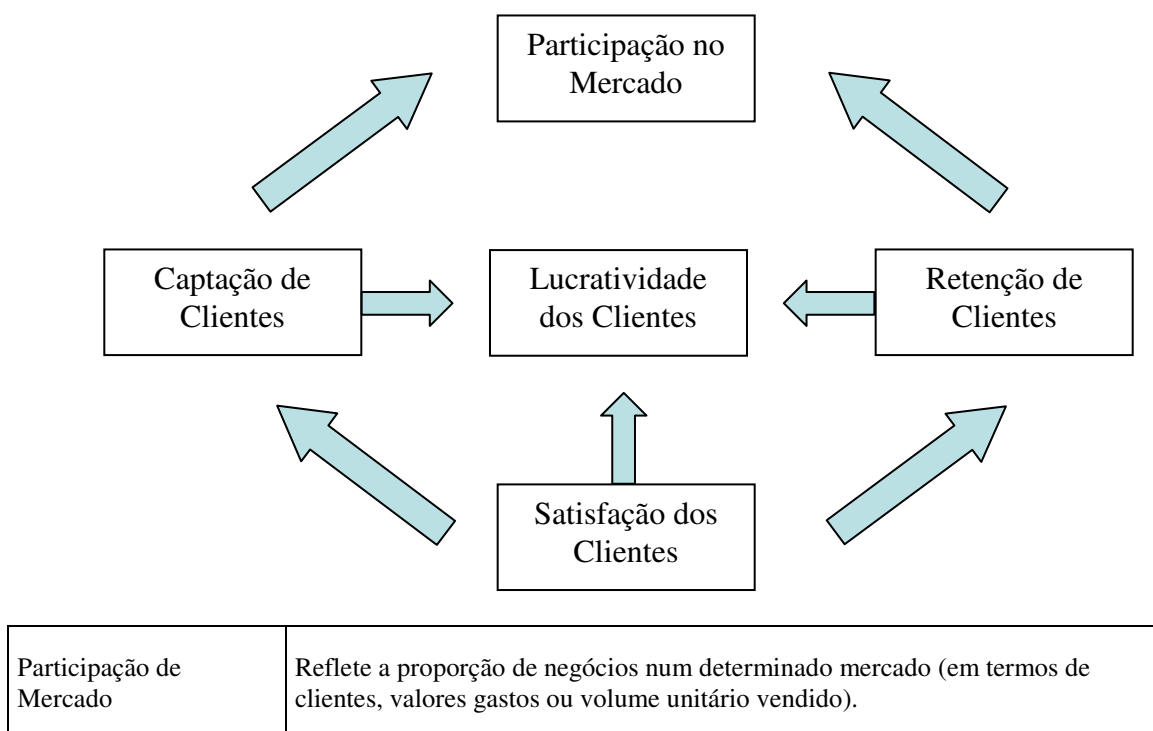 Participação no
Mercado
Captação de
Clientes
Lucratividade
dos Clientes
Retenção de
Clientes
Satisfação dos
Clientes
Participação de
Mercado
Reflete a proporção de negócios num determinado mercado (em termos de
clientes, valores gastos ou volume unitário vendido).